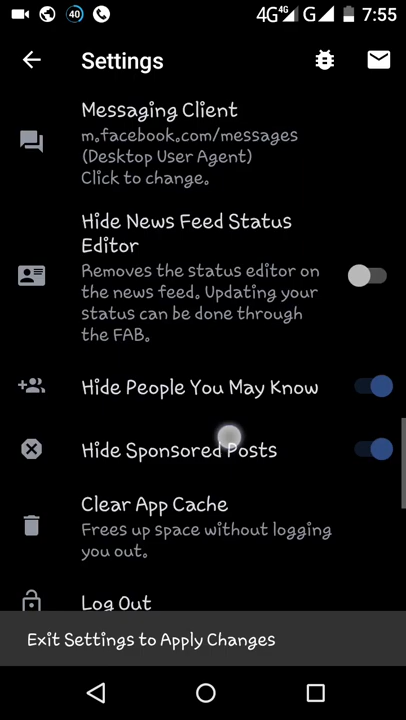 40 4G 4G G 7:55
Settings
Messaging Client
m.facebook.com/messages
(Desktop User Agent)
Click to change.
Hide News Feed Status
Editor
Removes the status editor on
the news feed. Updating your
status can be done through
the FAB.
Hide People You May Know
Hide Sponsored Posts
Clear App Cache
Frees up space without logging
you out.
Log Out
Exit Settings to Apply Changes